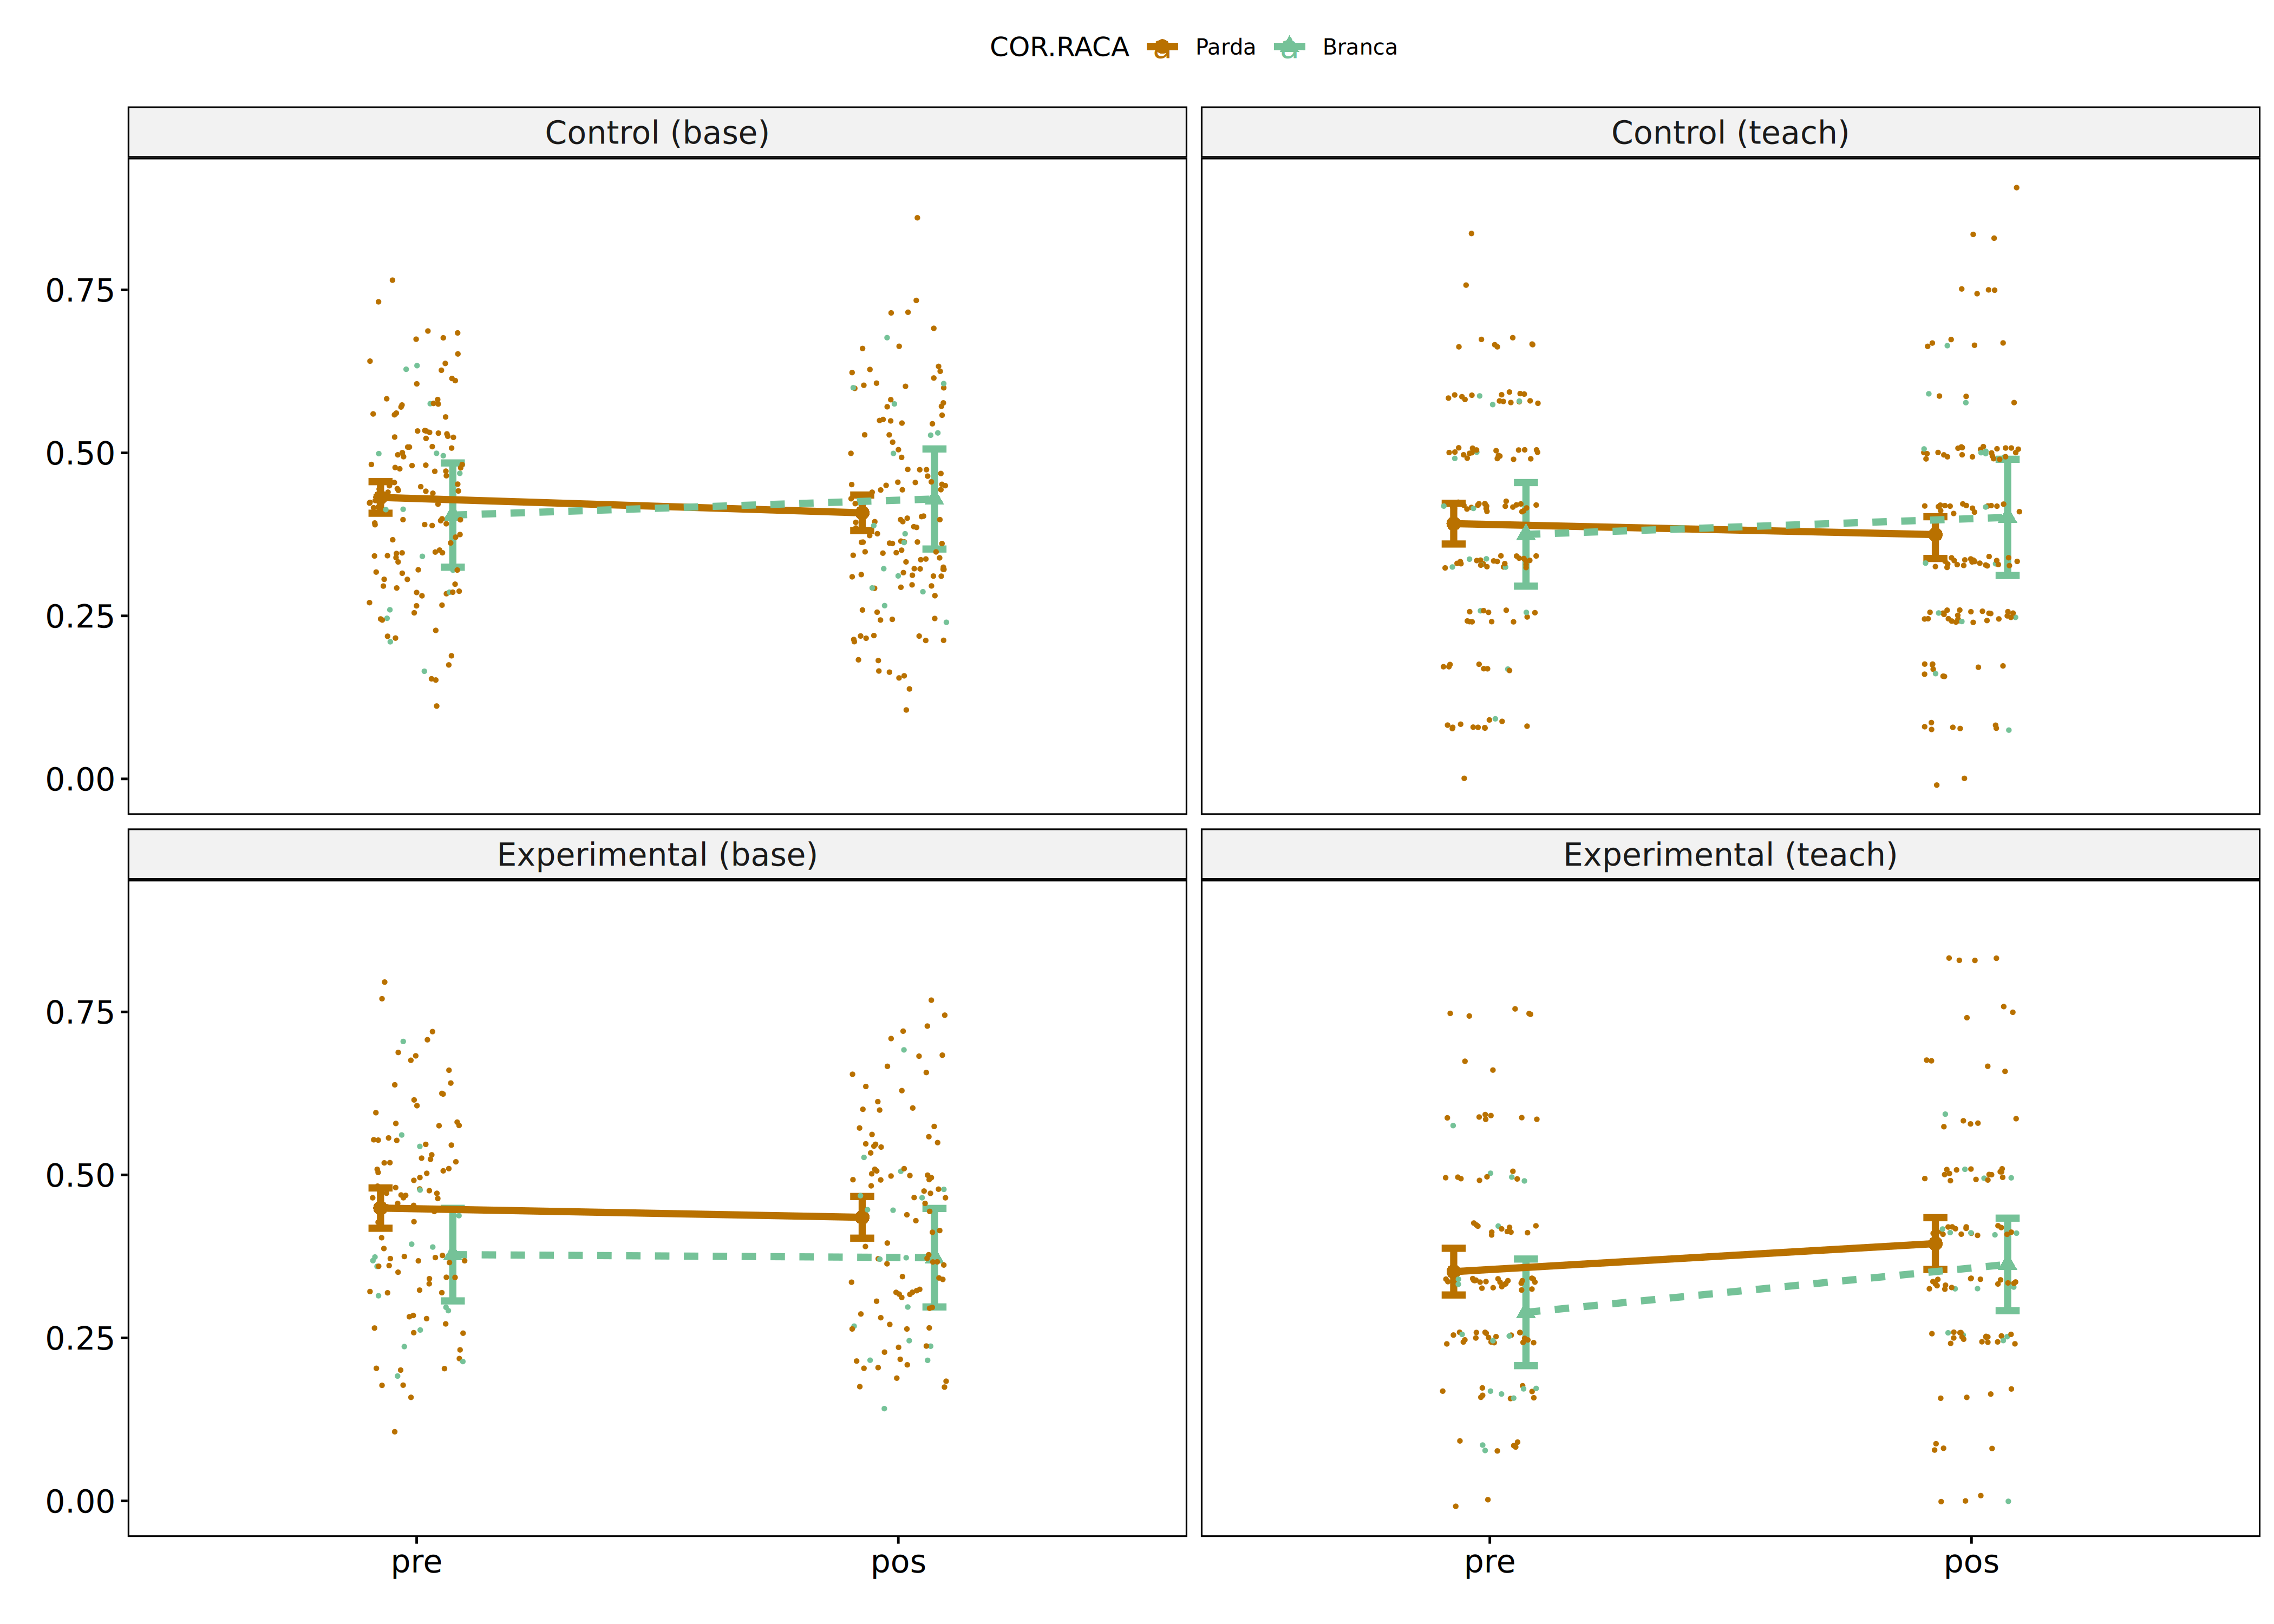 COR.RACA a Parda a Branca
Control (base) Control (teach)
0.75
0.50
0.25
0.00
Experimental (base) Experimental (teach)
0.75
0.50
0.25
0.00
pre pos pre pos